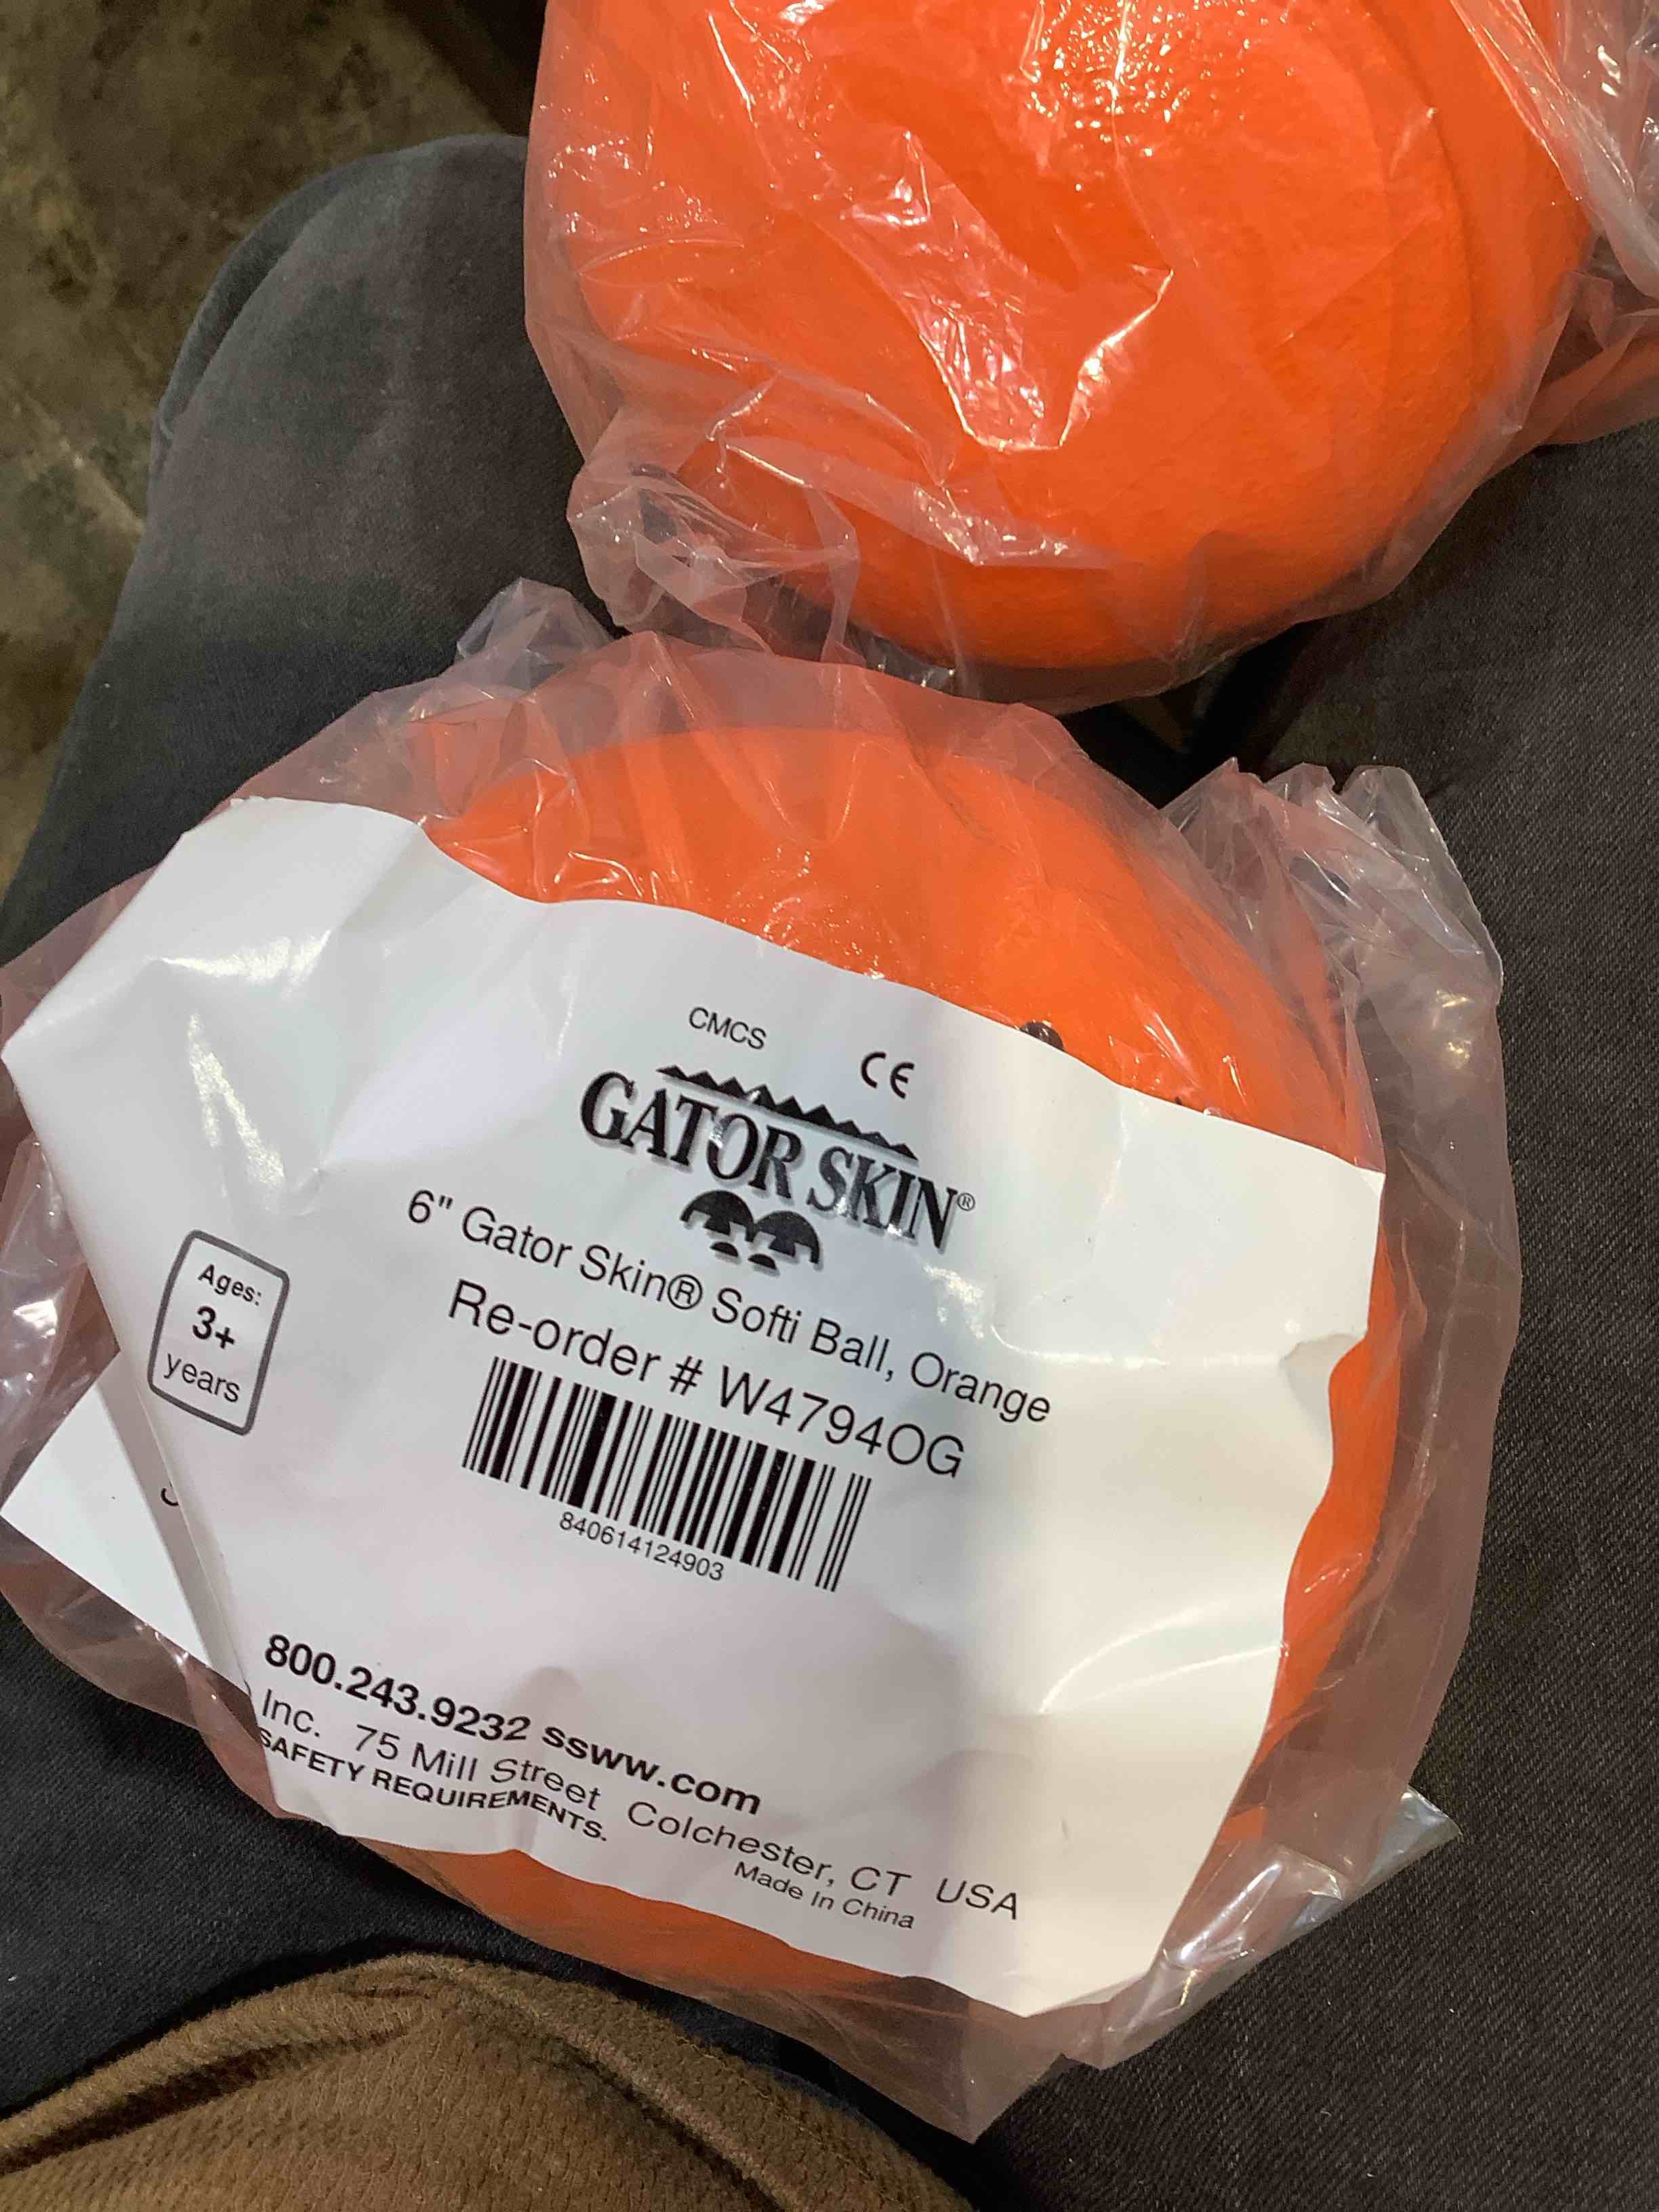 CMCS
CE
GATOR SKIN®
6" Gator Skin® Softi Ball, Orange
Re-order # W4794OG
840614124903
Ages:
3+
years
800.243.9232 ssww.com
Inc. 75 Mill Street Colchester, CT USA
SAFETY REQUIREMENTS.
Made In China